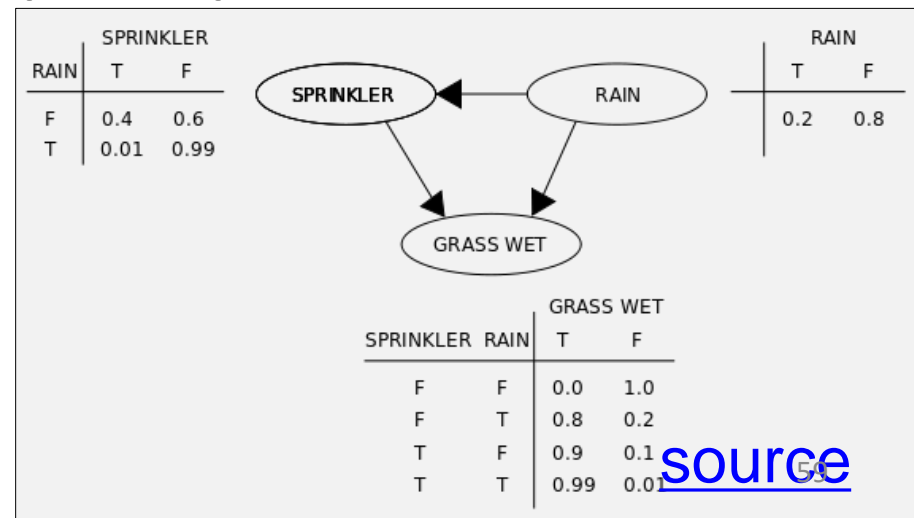 SPRINKLER
RAIN T F
F 0.4 0.6
T 0.01 0.99
SPRINKLER
RAIN
RAIN
T F
0.2 0.8
GRASS WET
GRASS WET
SPRINKLER RAIN T F
F F 0.0 1.0
F T 0.8 0.2
T F 0.9 0.1
T T 0.99 0.01
source
59